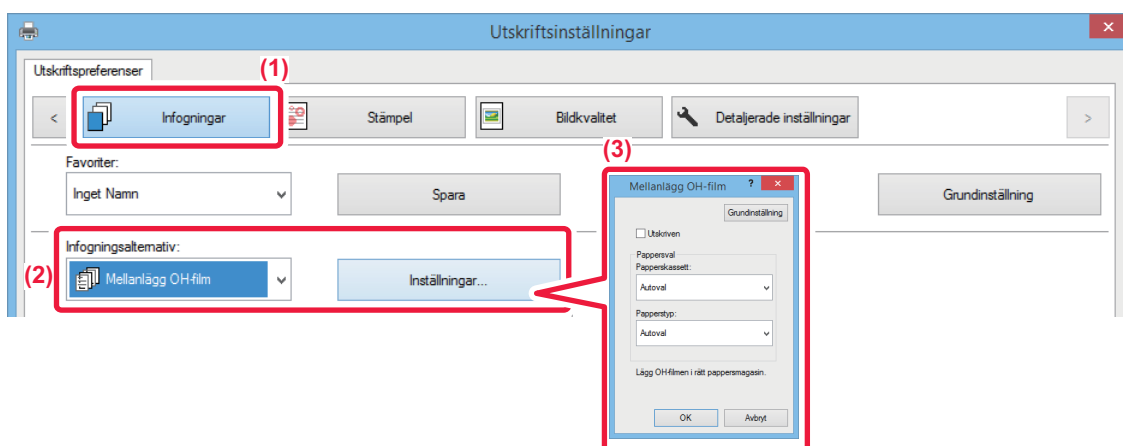 Utskriftsinställningar
Utskriftspreferenser
(1)
< Infogningar Stämpel Bildkvalitet Detaljerade inställningar >
(3)
Favoriter:
Inget Namn Spara Grundinställning
Infogningsalternativ:
(2) Mellanlägg OH-film Inställningar...
Mellanlägg OH-film ?
Grundinställning
Utskriven
Pappersval
Papperskassett:
Autoval
Papperstyp:
Autoval
Lägg OH-filmen i rätt pappersmagasin.
OK Avbryt